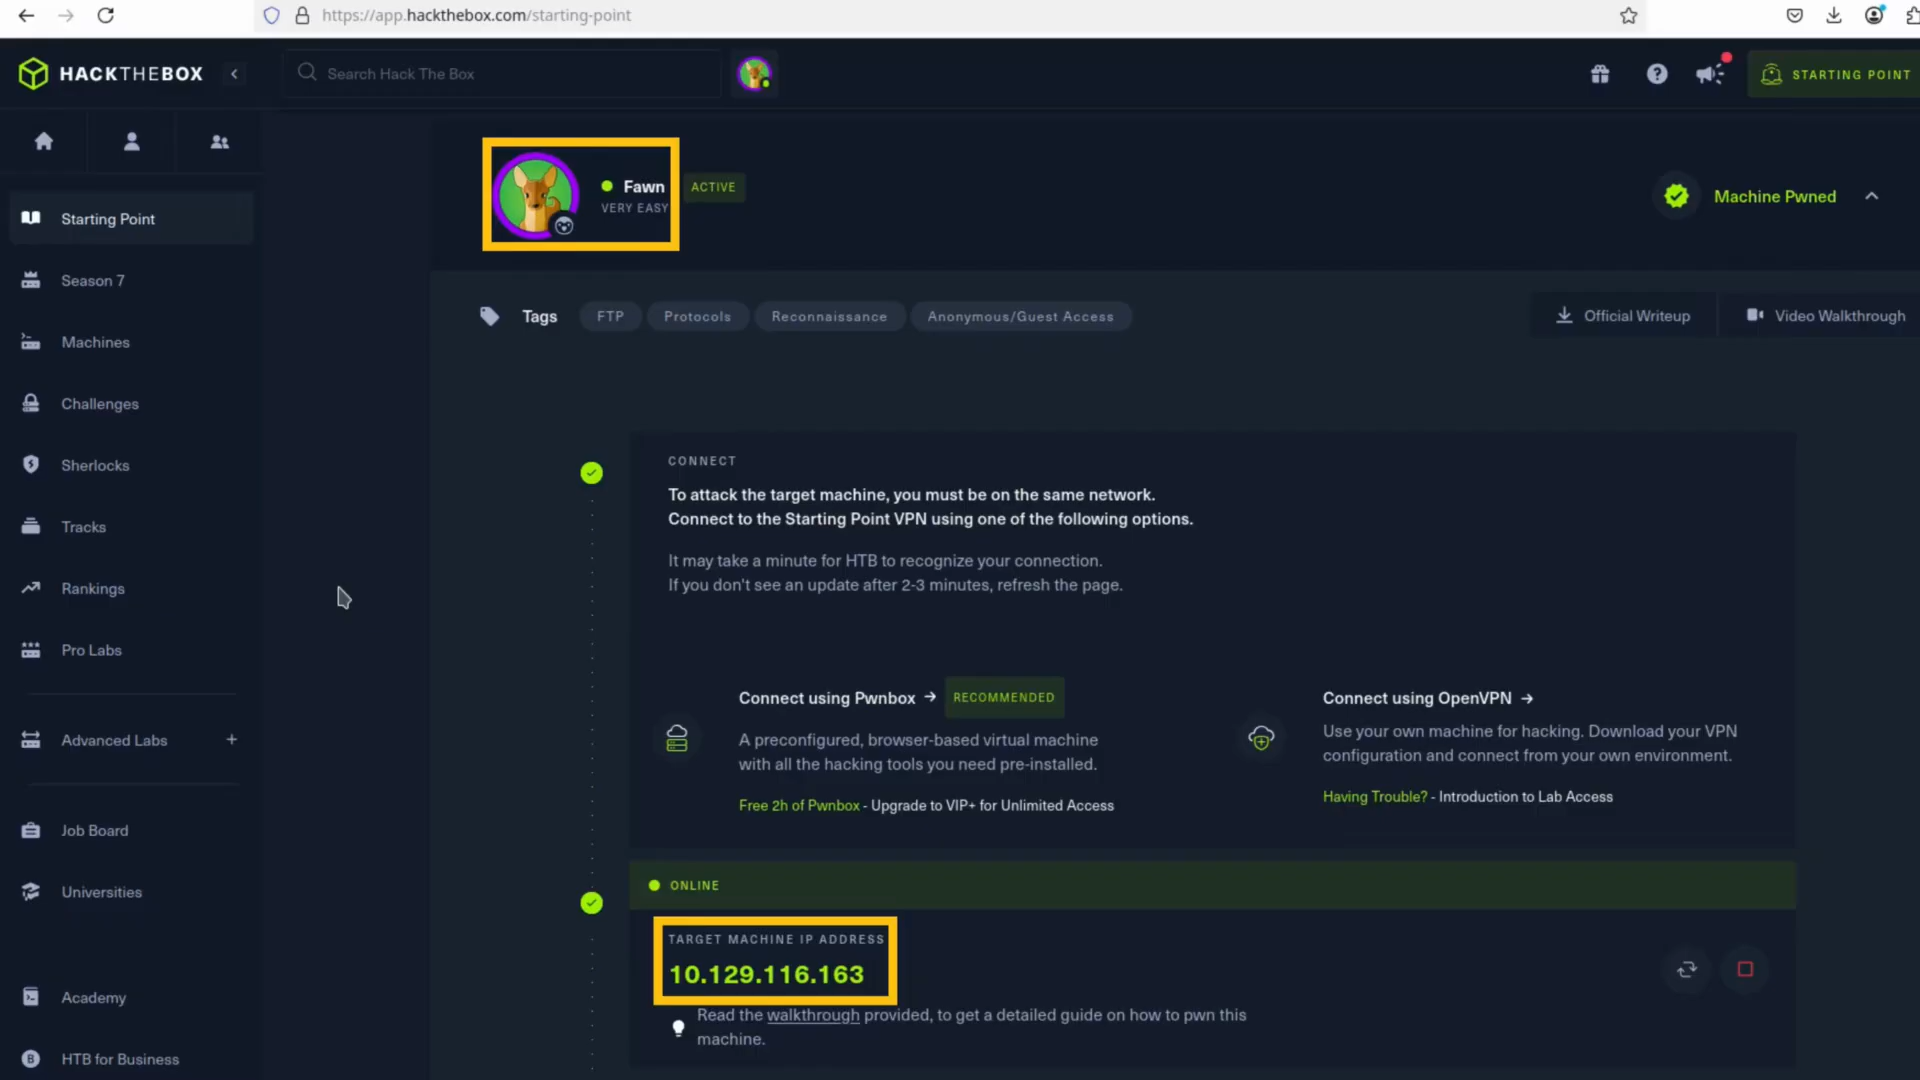 https://app.hackthebox.com/starting-point
HACKTHEBOX
Search Hack The Box
STARTING POINT
Fawn
VERY EASY
ACTIVE
Machine Pwned
Starting Point
Season 7
Machines
Challenges
Sherlocks
Tracks
Rankings
Pro Labs
Advanced Labs
Job Board
Universities
Academy
HTB for Business
Tags
FTP
Protocols
Reconnaissance
Anonymous/Guest Access
Official Writeup
Video Walkthrough
CONNECT
To attack the target machine, you must be on the same network.
Connect to the Starting Point VPN using one of the following options.
It may take a minute for HTB to recognize your connection.
If you don't see an update after 2-3 minutes, refresh the page.
Connect using Pwnbox →
RECOMMENDED
A preconfigured, browser-based virtual machine
with all the hacking tools you need pre-installed.
Free 2h of Pwnbox - Upgrade to VIP+ for Unlimited Access
Connect using OpenVPN →
Use your own machine for hacking. Download your VPN
configuration and connect from your own environment.
Having Trouble? - Introduction to Lab Access
ONLINE
TARGET MACHINE IP ADDRESS
10.129.116.163
Read the walkthrough provided, to get a detailed guide on how to pwn this
machine.